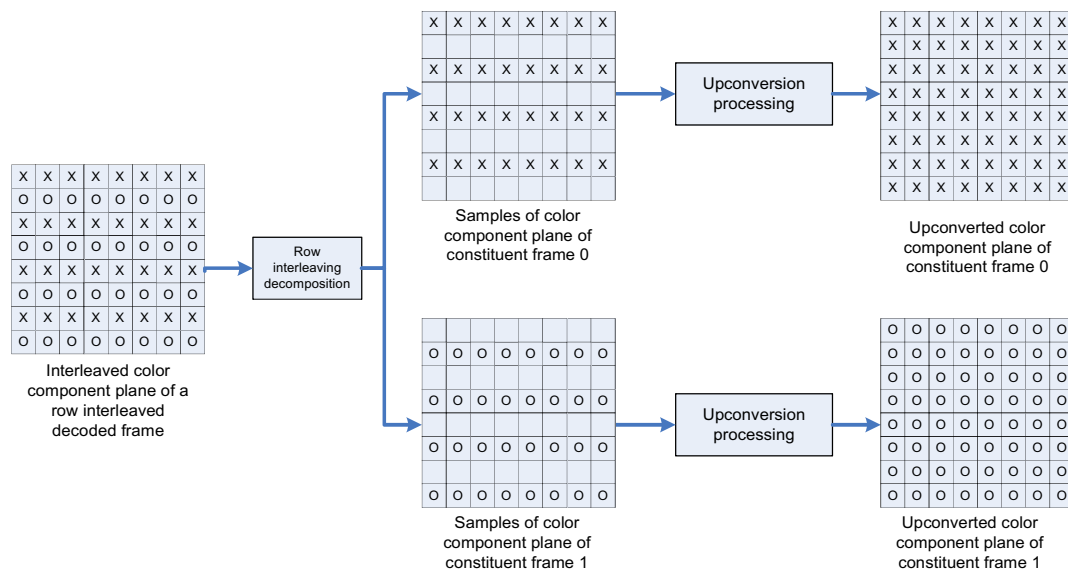 X X X X X X X X
X X X X X X X X
X X X X X X X X
X X X X X X X X
Samples of color
component plane of
constituent frame 0
Upconversion
processing
X X X X X X X X
X X X X X X X X
X X X X X X X X
X X X X X X X X
X X X X X X X X
X X X X X X X X
X X X X X X X X
X X X X X X X X
Upconverted color
component plane of
constituent frame 0
X X X X X X X X
O O O O O O O O
X X X X X X X X
O O O O O O O O
X X X X X X X X
O O O O O O O O
X X X X X X X X
O O O O O O O O
Interleaved color
component plane of a
row interleaved
decoded frame
Row
interleaving
decomposition
O O O O O O O O
O O O O O O O O
O O O O O O O O
O O O O O O O O
Samples of color
component plane of
constituent frame 1
Upconversion
processing
O O O O O O O O
O O O O O O O O
O O O O O O O O
O O O O O O O O
O O O O O O O O
O O O O O O O O
O O O O O O O O
O O O O O O O O
Upconverted color
component plane of
constituent frame 1